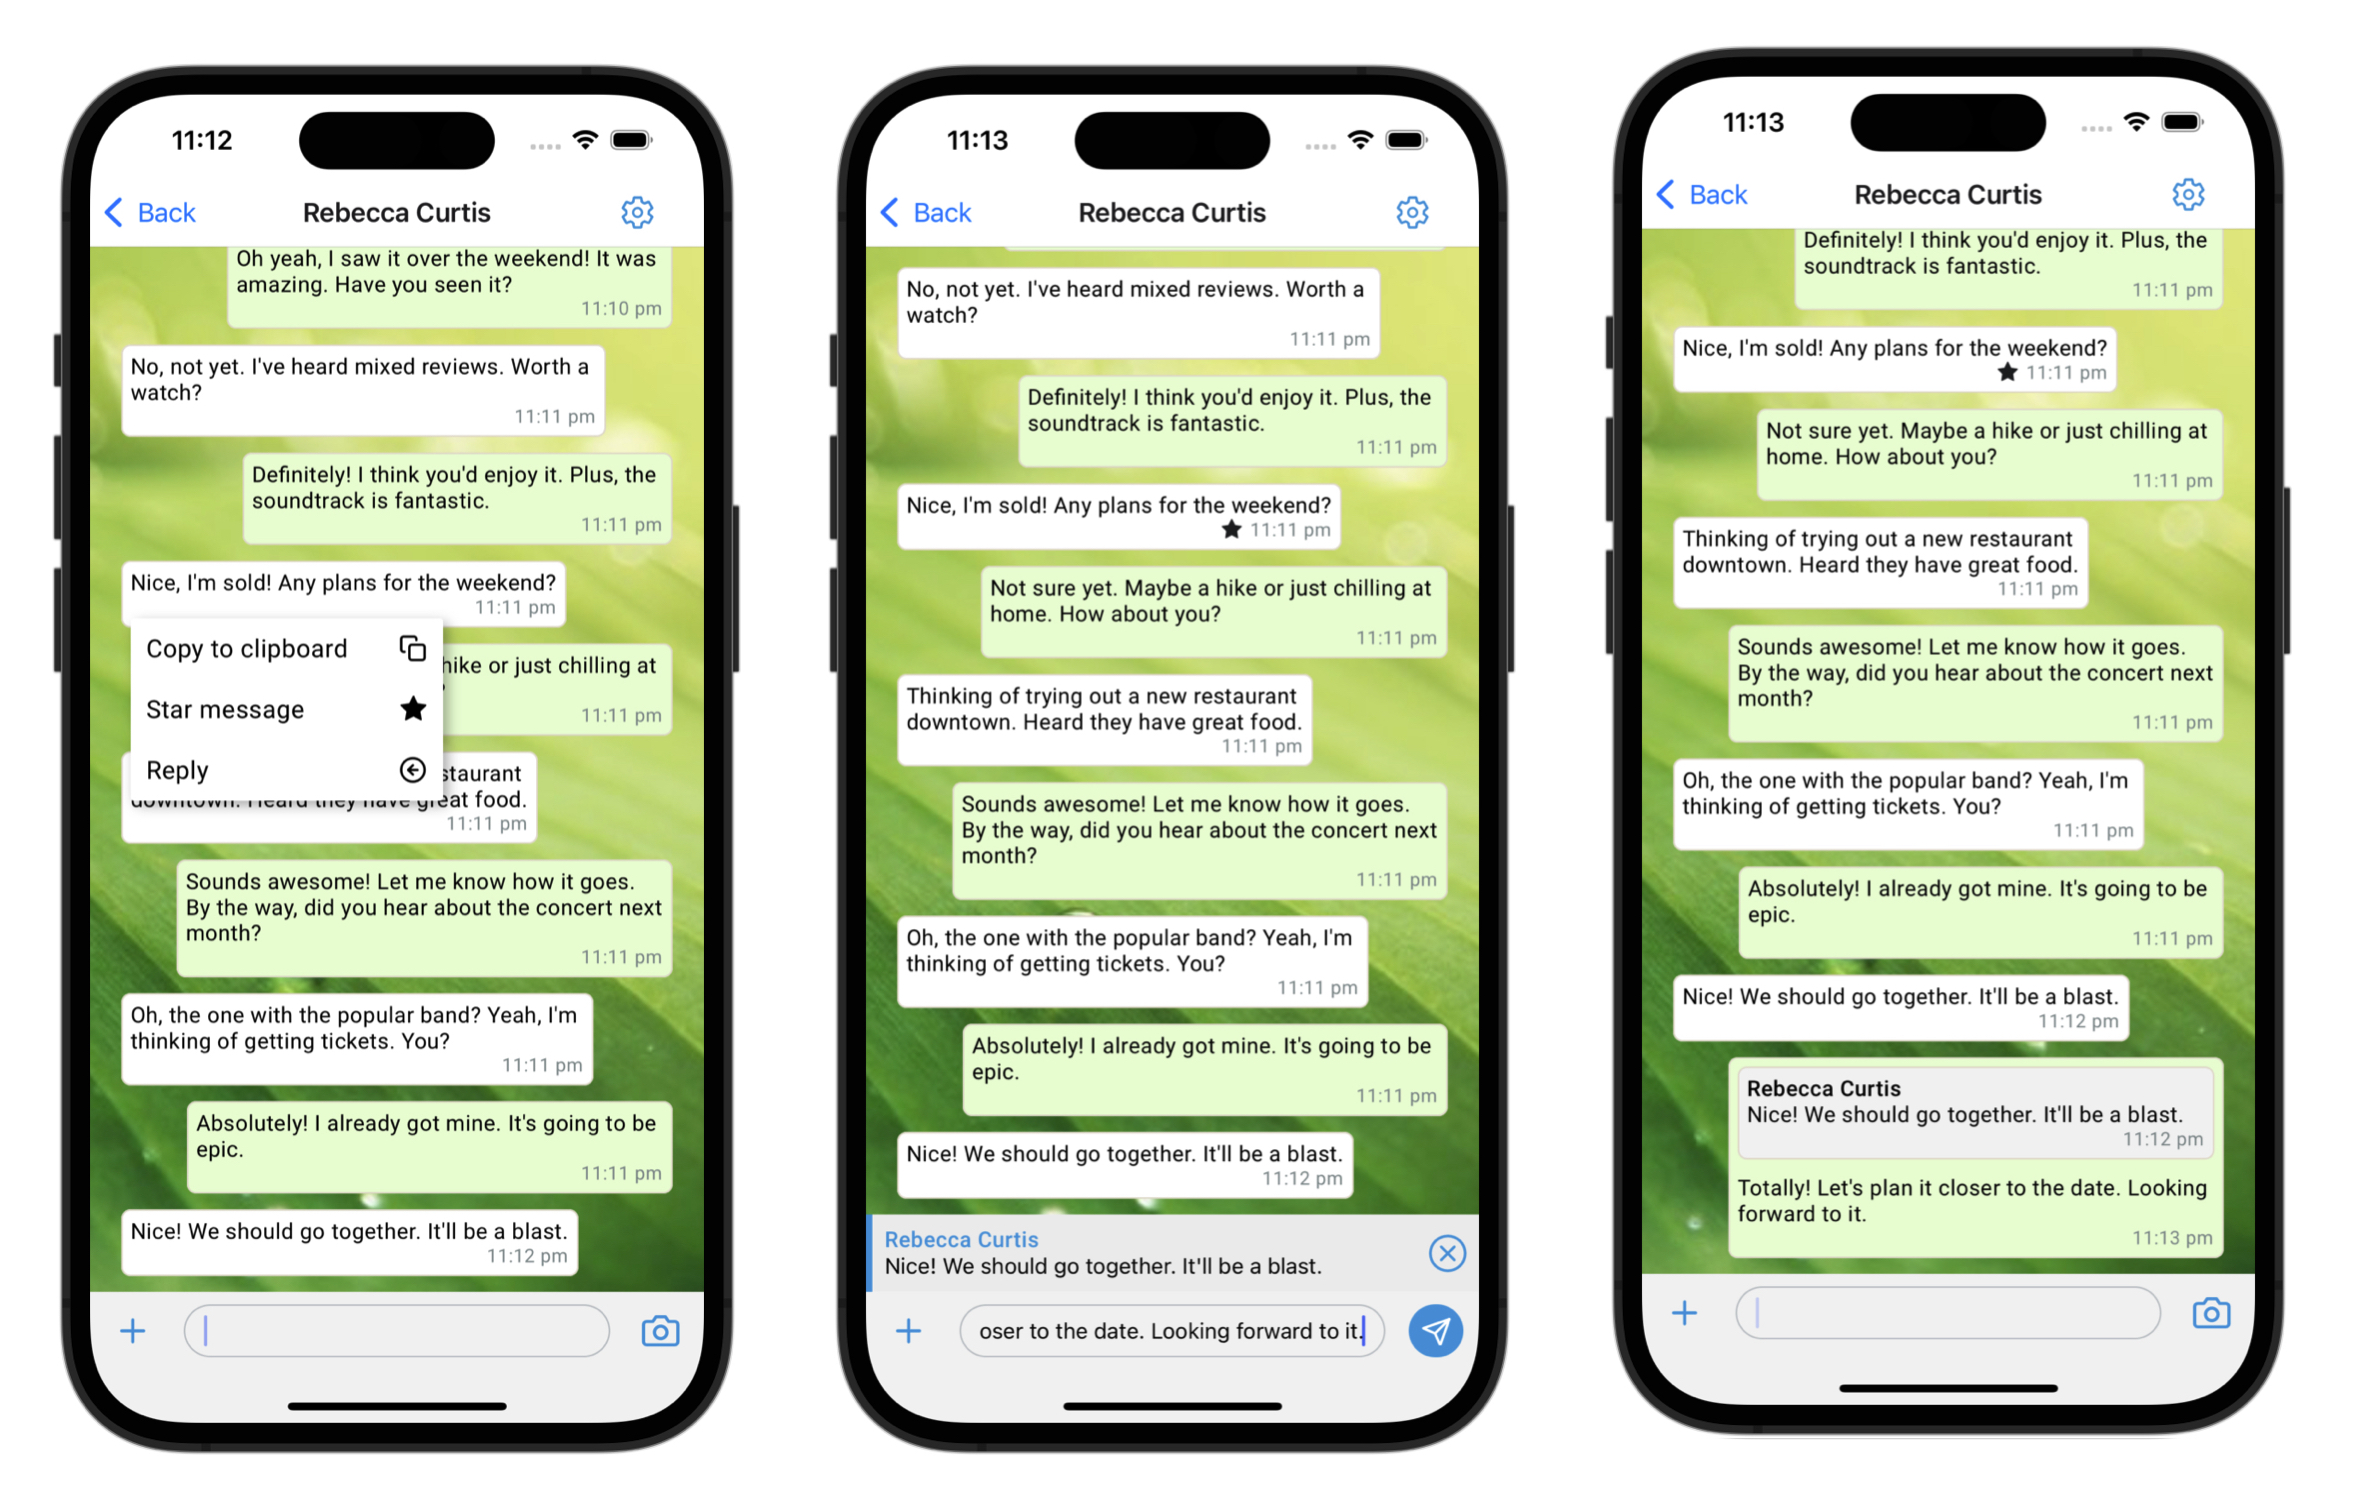 11:12
Back
Rebecca Curtis
Oh yeah, I saw it over the weekend! It was
amazing. Have you seen it?
11:10 pm
No, not yet. I've heard mixed reviews. Worth a
watch?
11:11 pm
Definitely! I think you'd enjoy it. Plus, the
soundtrack is fantastic.
11:11 pm
Nice, I'm sold! Any plans for the weekend?
11:11 pm
Copy to clipboard
hike or just chilling at
Star message
11:11 pm
Reply
staurant
downtown. Heard they have great food.
11:11 pm
Sounds awesome! Let me know how it goes.
By the way, did you hear about the concert next
month?
11:11 pm
Oh, the one with the popular band? Yeah, I'm
thinking of getting tickets. You?
11:11 pm
Absolutely! I already got mine. It's going to be
epic.
11:11 pm
Nice! We should go together. It'll be a blast.
11:12 pm
11:13
Back
Rebecca Curtis
No, not yet. I've heard mixed reviews. Worth a
watch?
11:11 pm
Definitely! I think you'd enjoy it. Plus, the
soundtrack is fantastic.
11:11 pm
Nice, I'm sold! Any plans for the weekend?
11:11 pm
Not sure yet. Maybe a hike or just chilling at
home. How about you?
11:11 pm
Thinking of trying out a new restaurant
downtown. Heard they have great food.
11:11 pm
Sounds awesome! Let me know how it goes.
By the way, did you hear about the concert next
month?
11:11 pm
Oh, the one with the popular band? Yeah, I'm
thinking of getting tickets. You?
11:11 pm
Absolutely! I already got mine. It's going to be
epic.
11:11 pm
Nice! We should go together. It'll be a blast.
11:12 pm
Rebecca Curtis
Nice! We should go together. It'll be a blast.
oser to the date. Looking forward to it.
11:13
Back
Rebecca Curtis
Definitely! I think you'd enjoy it. Plus, the
soundtrack is fantastic.
11:11 pm
Nice, I'm sold! Any plans for the weekend?
11:11 pm
Not sure yet. Maybe a hike or just chilling at
home. How about you?
11:11 pm
Thinking of trying out a new restaurant
downtown. Heard they have great food.
11:11 pm
Sounds awesome! Let me know how it goes.
By the way, did you hear about the concert next
month?
11:11 pm
Oh, the one with the popular band? Yeah, I'm
thinking of getting tickets. You?
11:11 pm
Absolutely! I already got mine. It's going to be
epic.
11:11 pm
Nice! We should go together. It'll be a blast.
11:12 pm
Rebecca Curtis
Nice! We should go together. It'll be a blast.
11:12 pm
Totally! Let's plan it closer to the date. Looking
forward to it.
11:13 pm